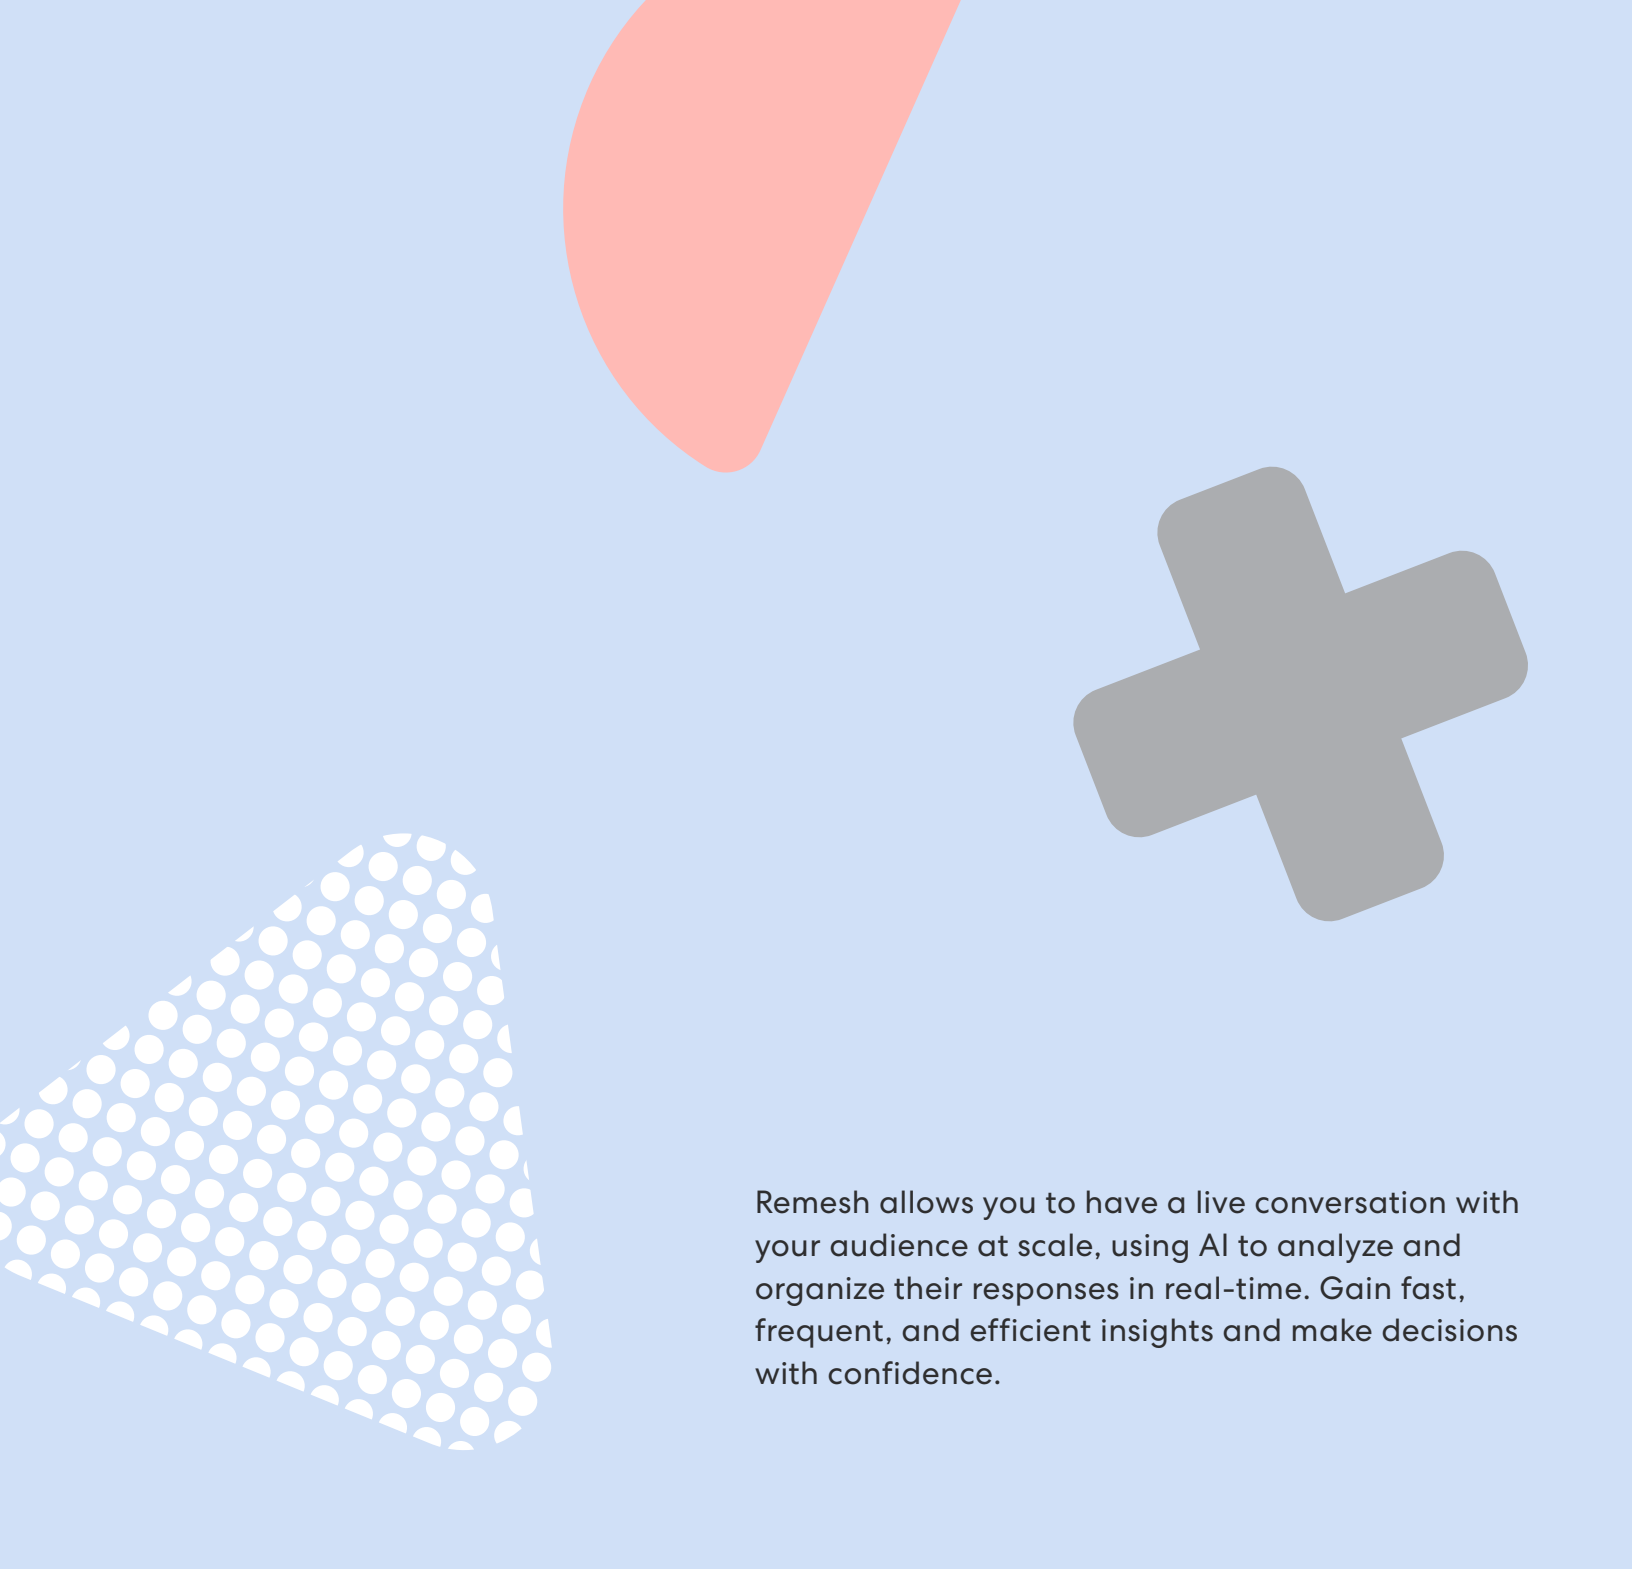 Remesh allows you to have a live conversation with
your audience at scale, using AI to analyze and
organize their responses in real-time. Gain fast,
frequent, and efficient insights and make decisions
with confidence.